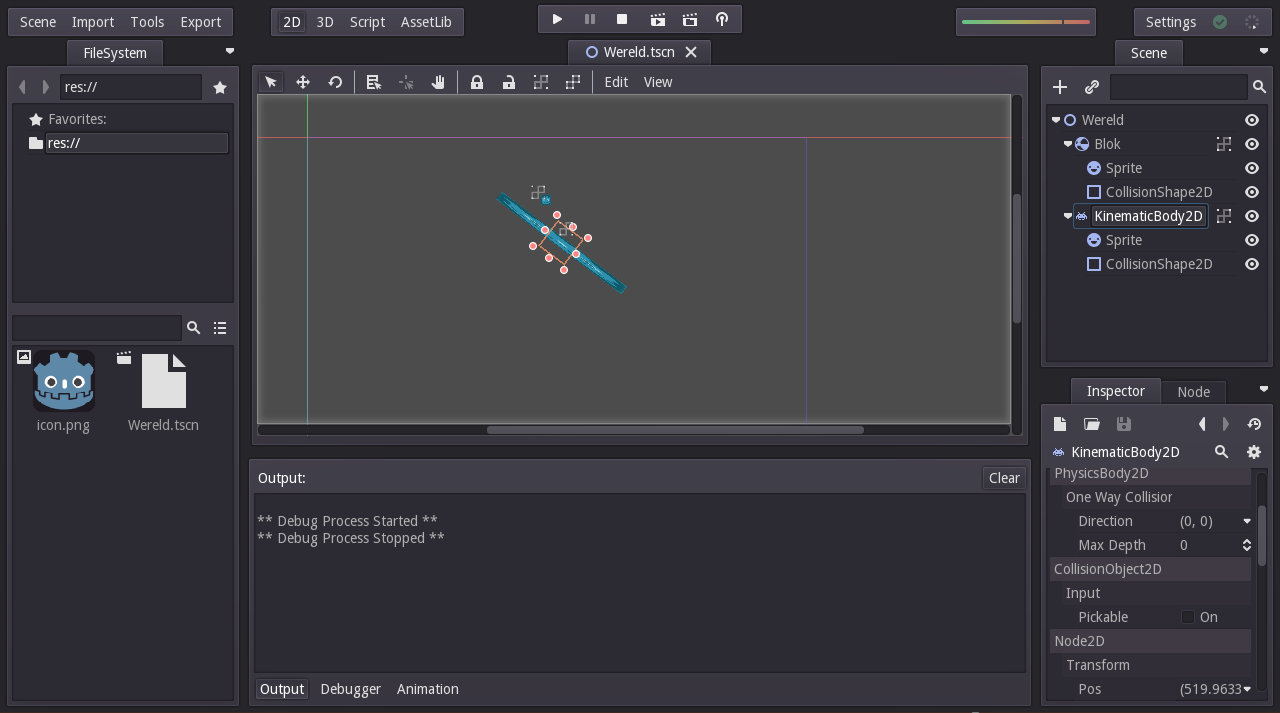 Scene Import Tools Export
2D 3D Script AssetLib
Settings
FileSystem
Wereld.tscn
Scene
res://
Edit View
Favorites:
res://
Wereld
Blok
Sprite
CollisionShape2D
KinematicBody2D
Sprite
CollisionShape2D
icon.png
Wereld.tscn
Output:
Clear
** Debug Process Started **
** Debug Process Stopped **
Output Debugger Animation
Inspector Node
KinematicBody2D
PhysicsBody2D
One Way Collision
Direction (0, 0)
Max Depth 0
CollisionObject2D
Input
Pickable On
Node2D
Transform
Pos (519.9633